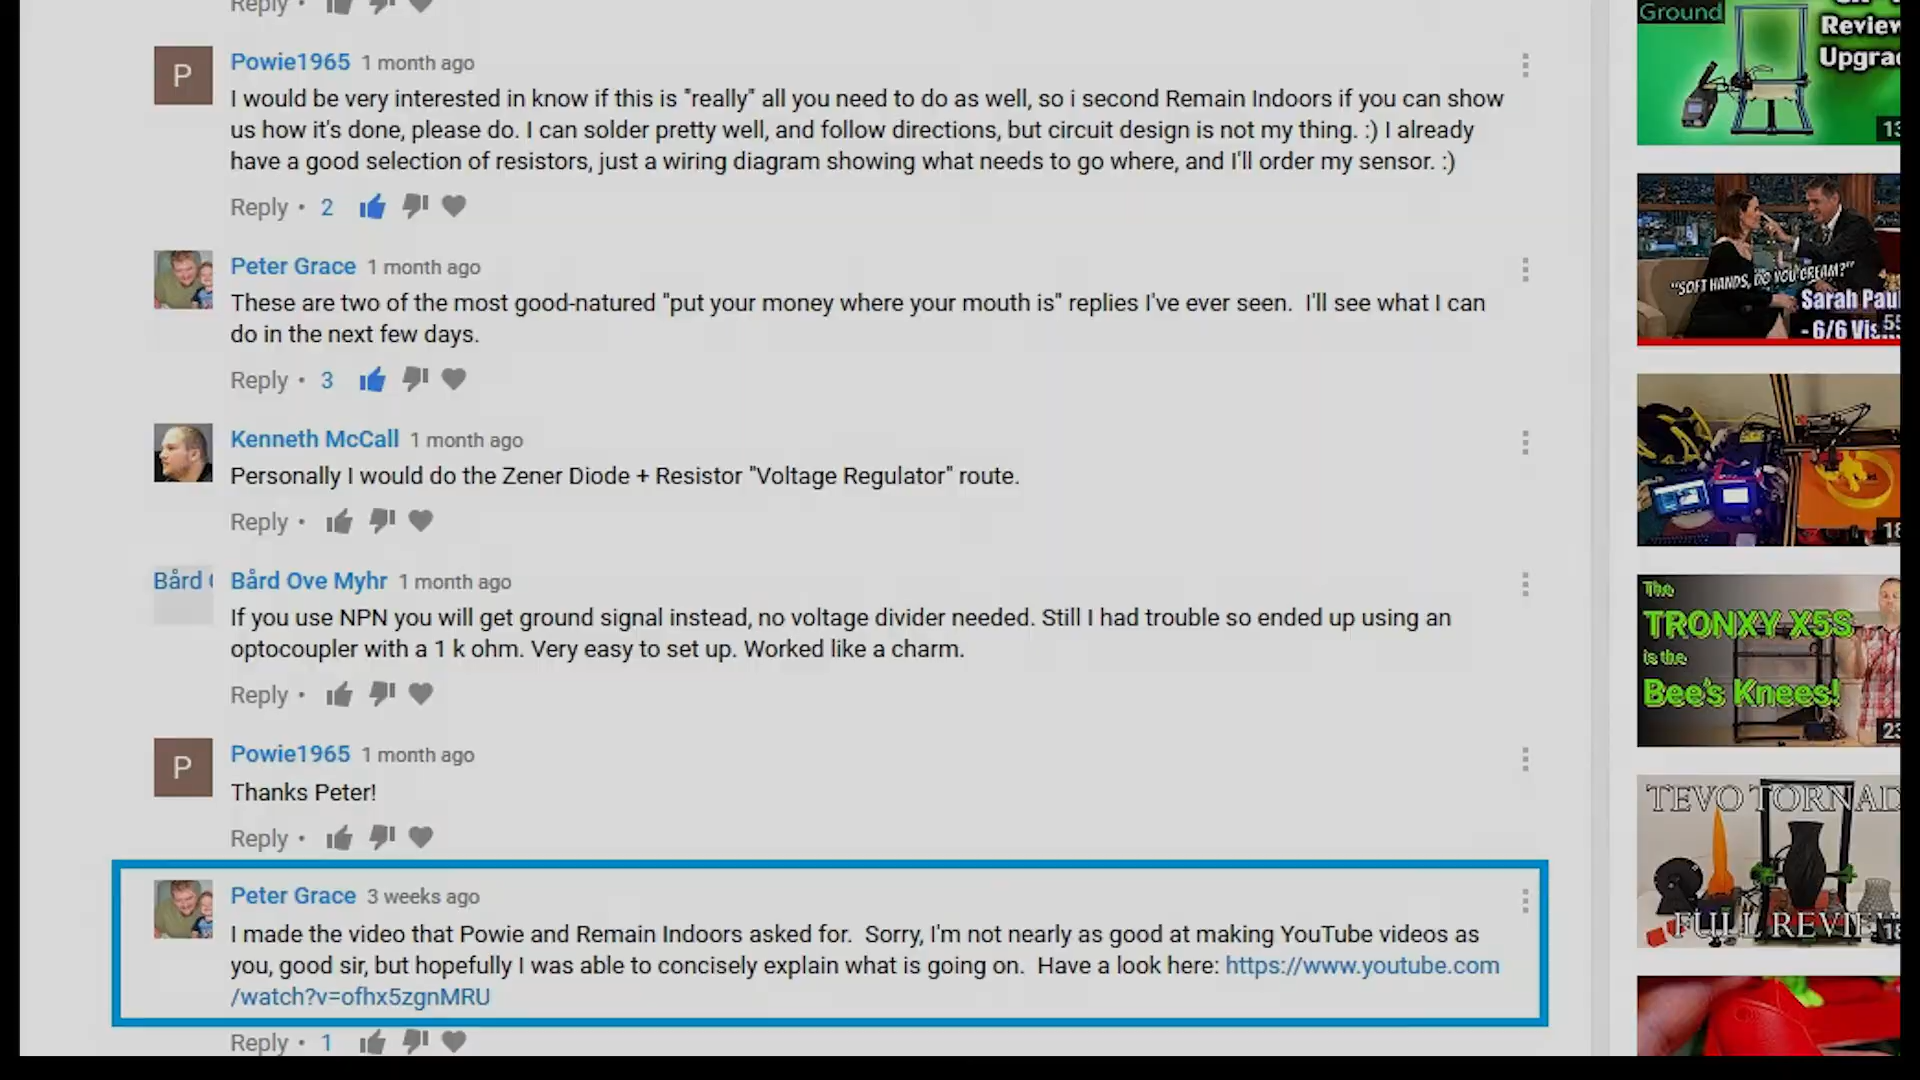 Reply •
P
Powie1965 1 month ago
I would be very interested in know if this is "really" all you need to do as well, so i second Remain Indoors if you can show
us how it's done, please do. I can solder pretty well, and follow directions, but circuit design is not my thing. :) I already
have a good selection of resistors, just a wiring diagram showing what needs to go where, and I'll order my sensor. :)
Reply • 2
Peter Grace 1 month ago
These are two of the most good-natured "put your money where your mouth is" replies I've ever seen.  I'll see what I can
do in the next few days.
Reply • 3
Kenneth McCall 1 month ago
Personally I would do the Zener Diode + Resistor "Voltage Regulator" route.
Reply •
Bård
Bård Ove Myhr 1 month ago
If you use NPN you will get ground signal instead, no voltage divider needed. Still I had trouble so ended up using an
optocoupler with a 1 k ohm. Very easy to set up. Worked like a charm.
Reply •
P
Powie1965 1 month ago
Thanks Peter!
Reply •
Peter Grace 3 weeks ago
I made the video that Powie and Remain Indoors asked for.  Sorry, I'm not nearly as good at making YouTube videos as
you, good sir, but hopefully I was able to concisely explain what is going on.  Have a look here: https://www.youtube.com
/watch?v=ofhx5zgnMRU
Reply • 1
Ground
Review
Upgra
13
"SOFT HANDS, DO YOU CREAM?"
Sarah Pau
- 6/6 Vis
55
18
The
TRONXY X5S
is the
Bee's Knees!
23
TEVO TORNAD
FULL REVIE
18